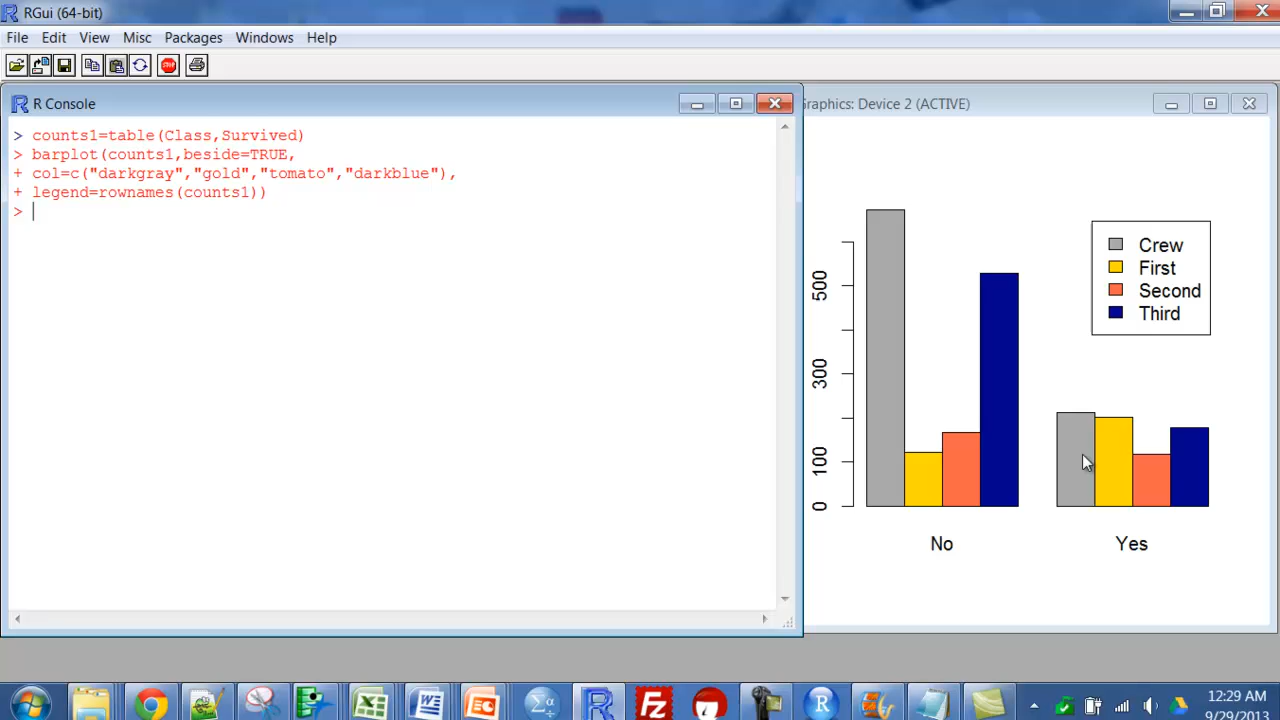 RGui (64-bit)
File Edit View Misc Packages Windows Help
STOP
R Console
> counts1=table(Class,Survived)
> barplot(counts1,beside=TRUE,
+ col=c("darkgray","gold","tomato","darkblue"),
+ legend=rownames(counts1))
>
Graphics: Device 2 (ACTIVE)
500
300
100
0
Crew
First
Second
Third
No Yes
12:29 AM
9/29/2013